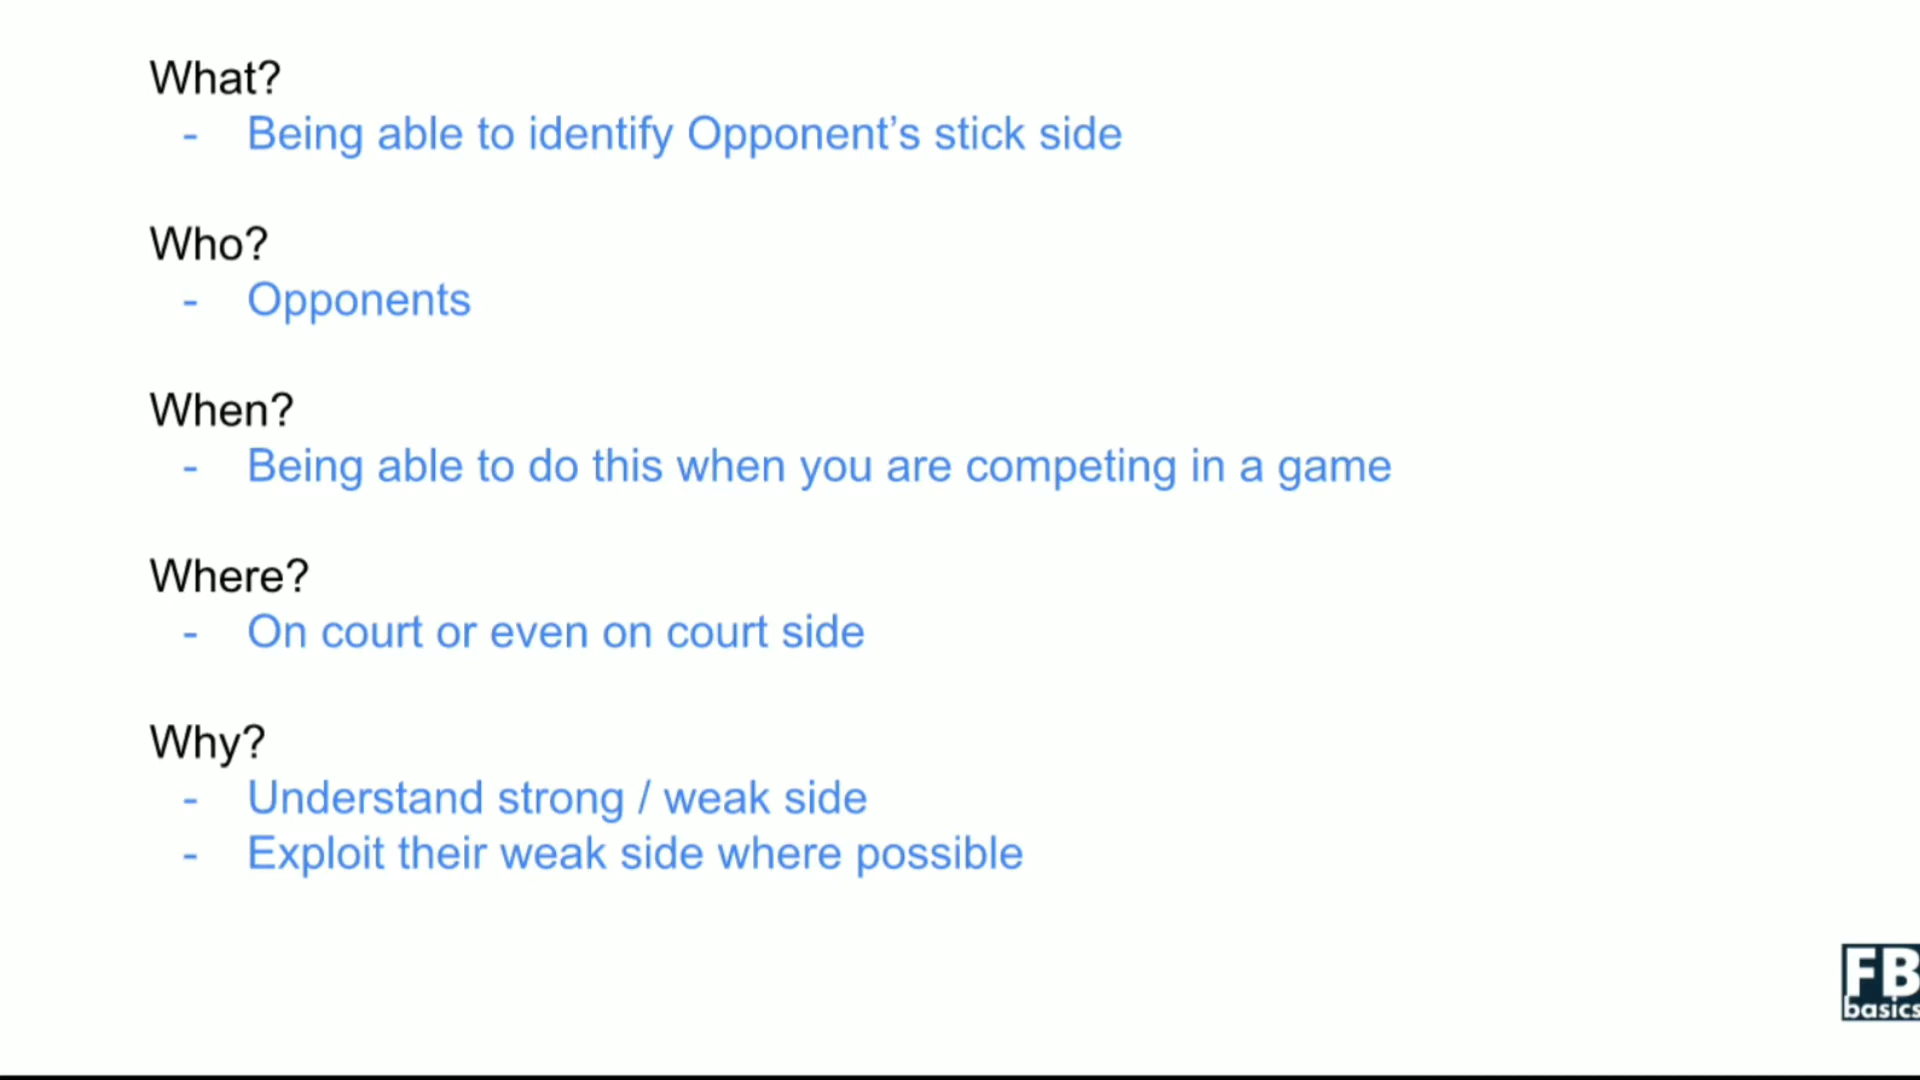 What?
- Being able to identify Opponent’s stick side
Who?
- Opponents
When?
- Being able to do this when you are competing in a game
Where?
- On court or even on court side
Why?
- Understand strong / weak side
- Exploit their weak side where possible
FB
basics